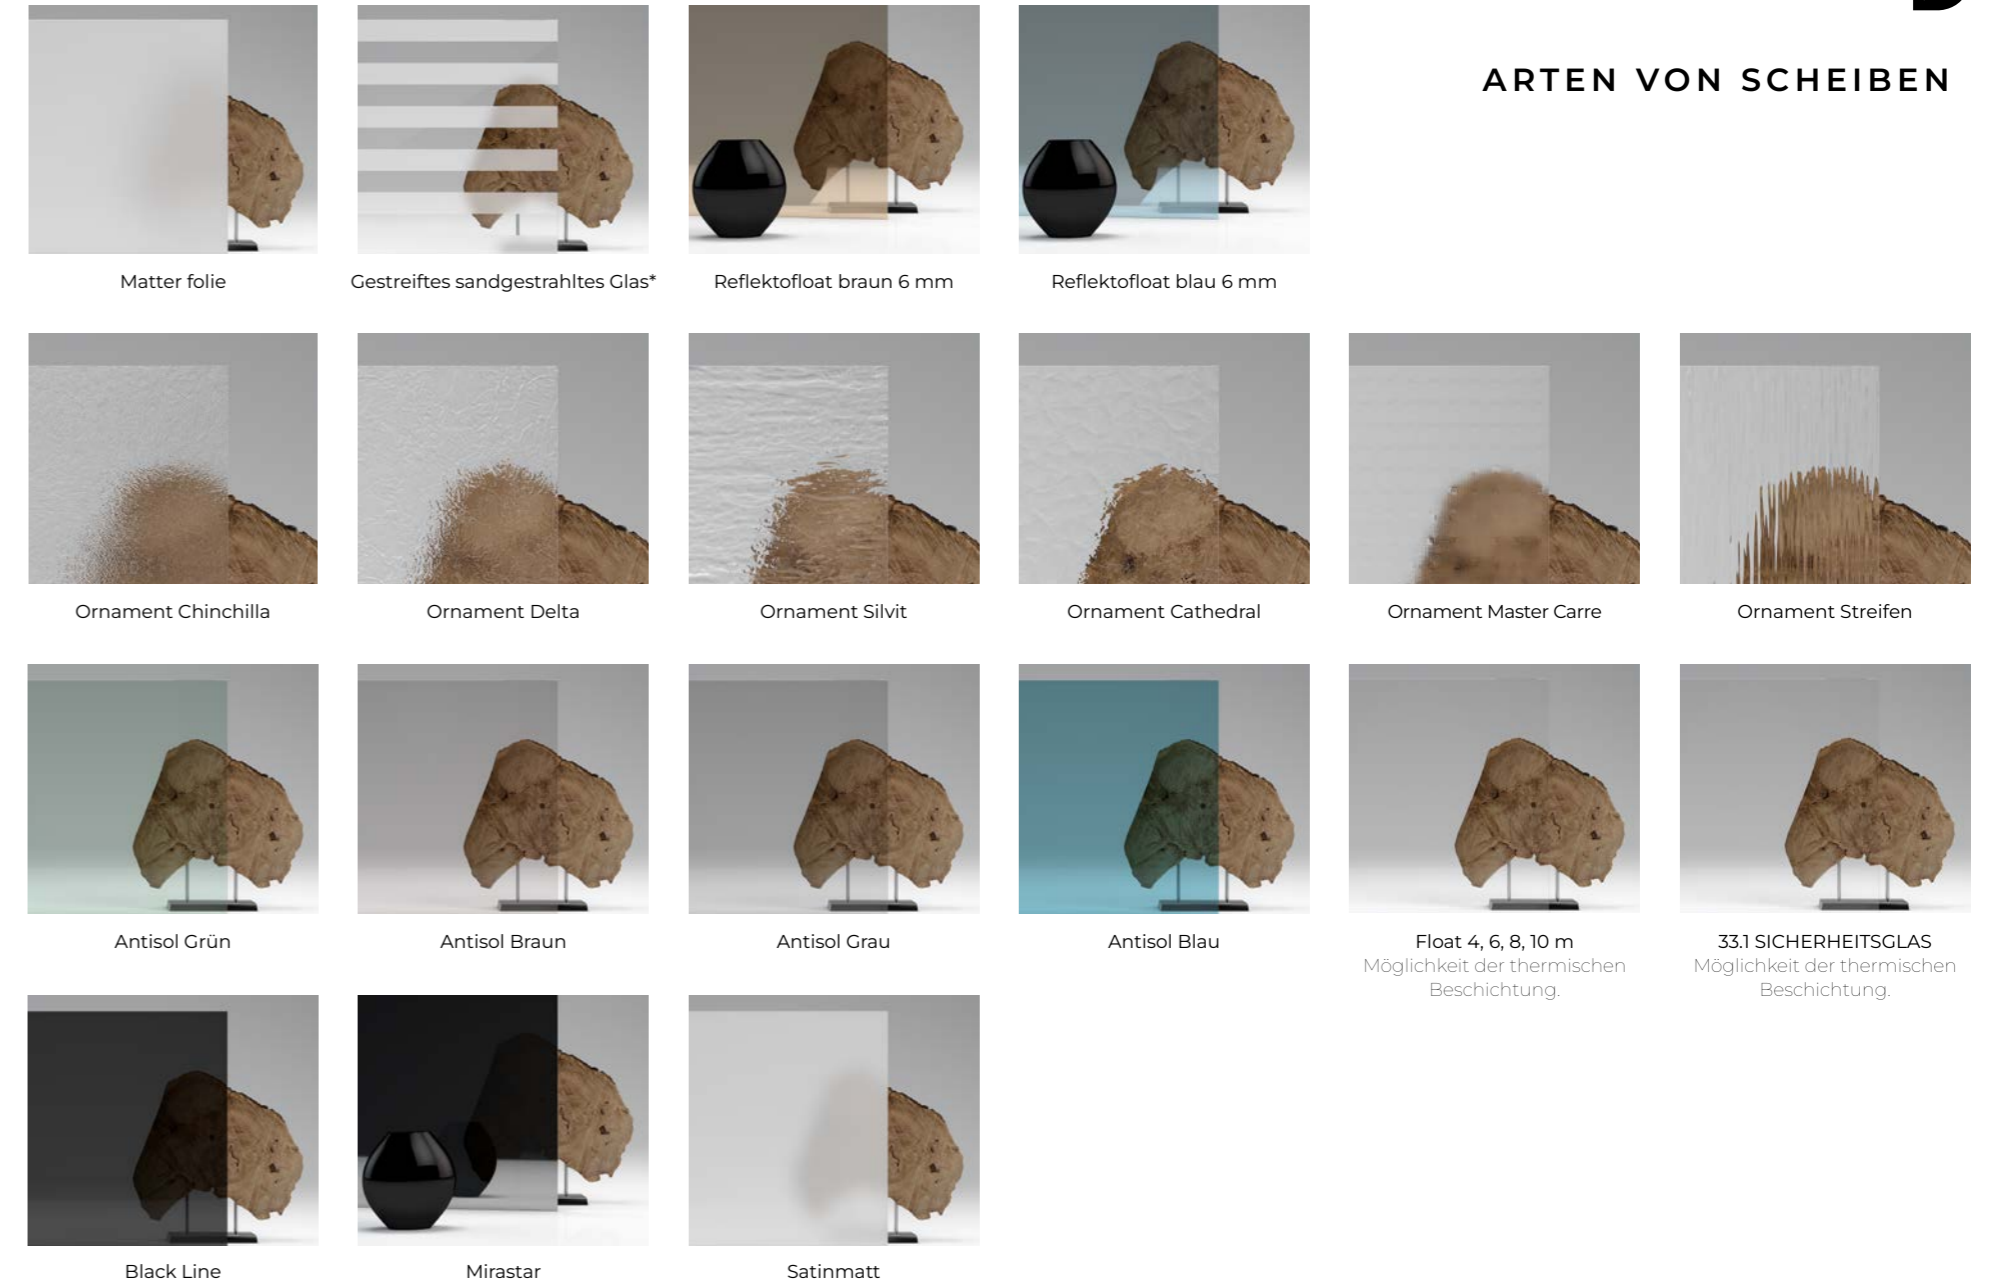 ARTEN VON SCHEIBEN
Matter folie
Gestreiftes sandgestrahltes Glas*
Reflektofloat braun 6 mm
Reflektofloat blau 6 mm
Ornament Chinchilla
Ornament Delta
Ornament Silvit
Ornament Cathedral
Ornament Master Carre
Ornament Streifen
Antisol Grün
Antisol Braun
Antisol Grau
Antisol Blau
Float 4, 6, 8, 10 m
Möglichkeit der thermischen
Beschichtung.
33.1 SICHERHEITSGLAS
Möglichkeit der thermischen
Beschichtung.
Black Line
Mirastar
Satinmatt